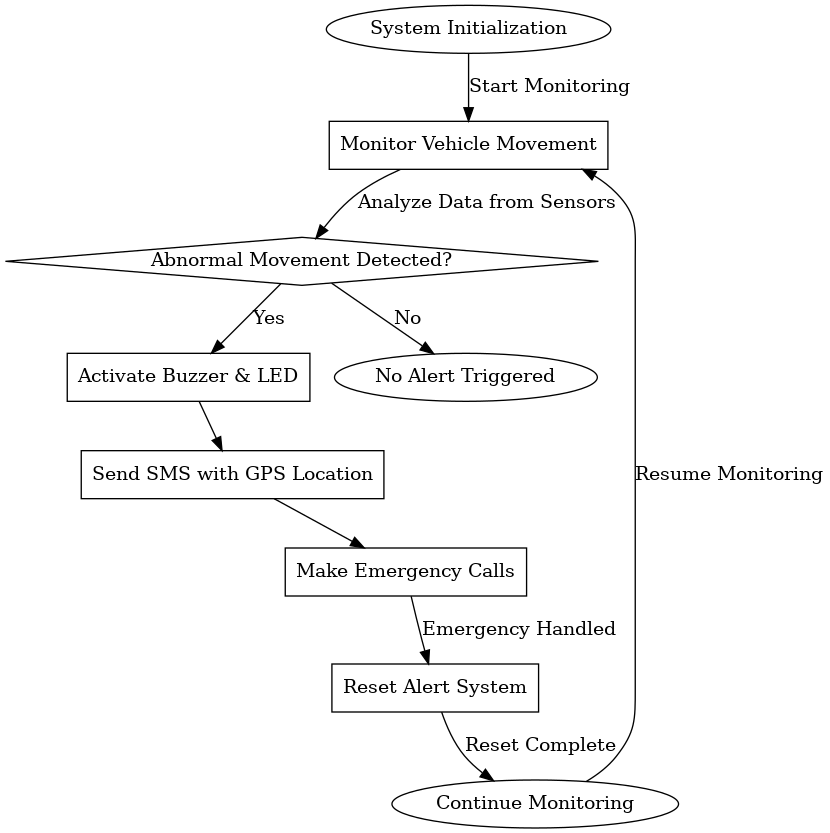 System Initialization
Start Monitoring
Monitor Vehicle Movement
Analyze Data from Sensors
Abnormal Movement Detected?
Yes
No
Activate Buzzer & LED
No Alert Triggered
Send SMS with GPS Location
Resume Monitoring
Make Emergency Calls
Emergency Handled
Reset Alert System
Reset Complete
Continue Monitoring